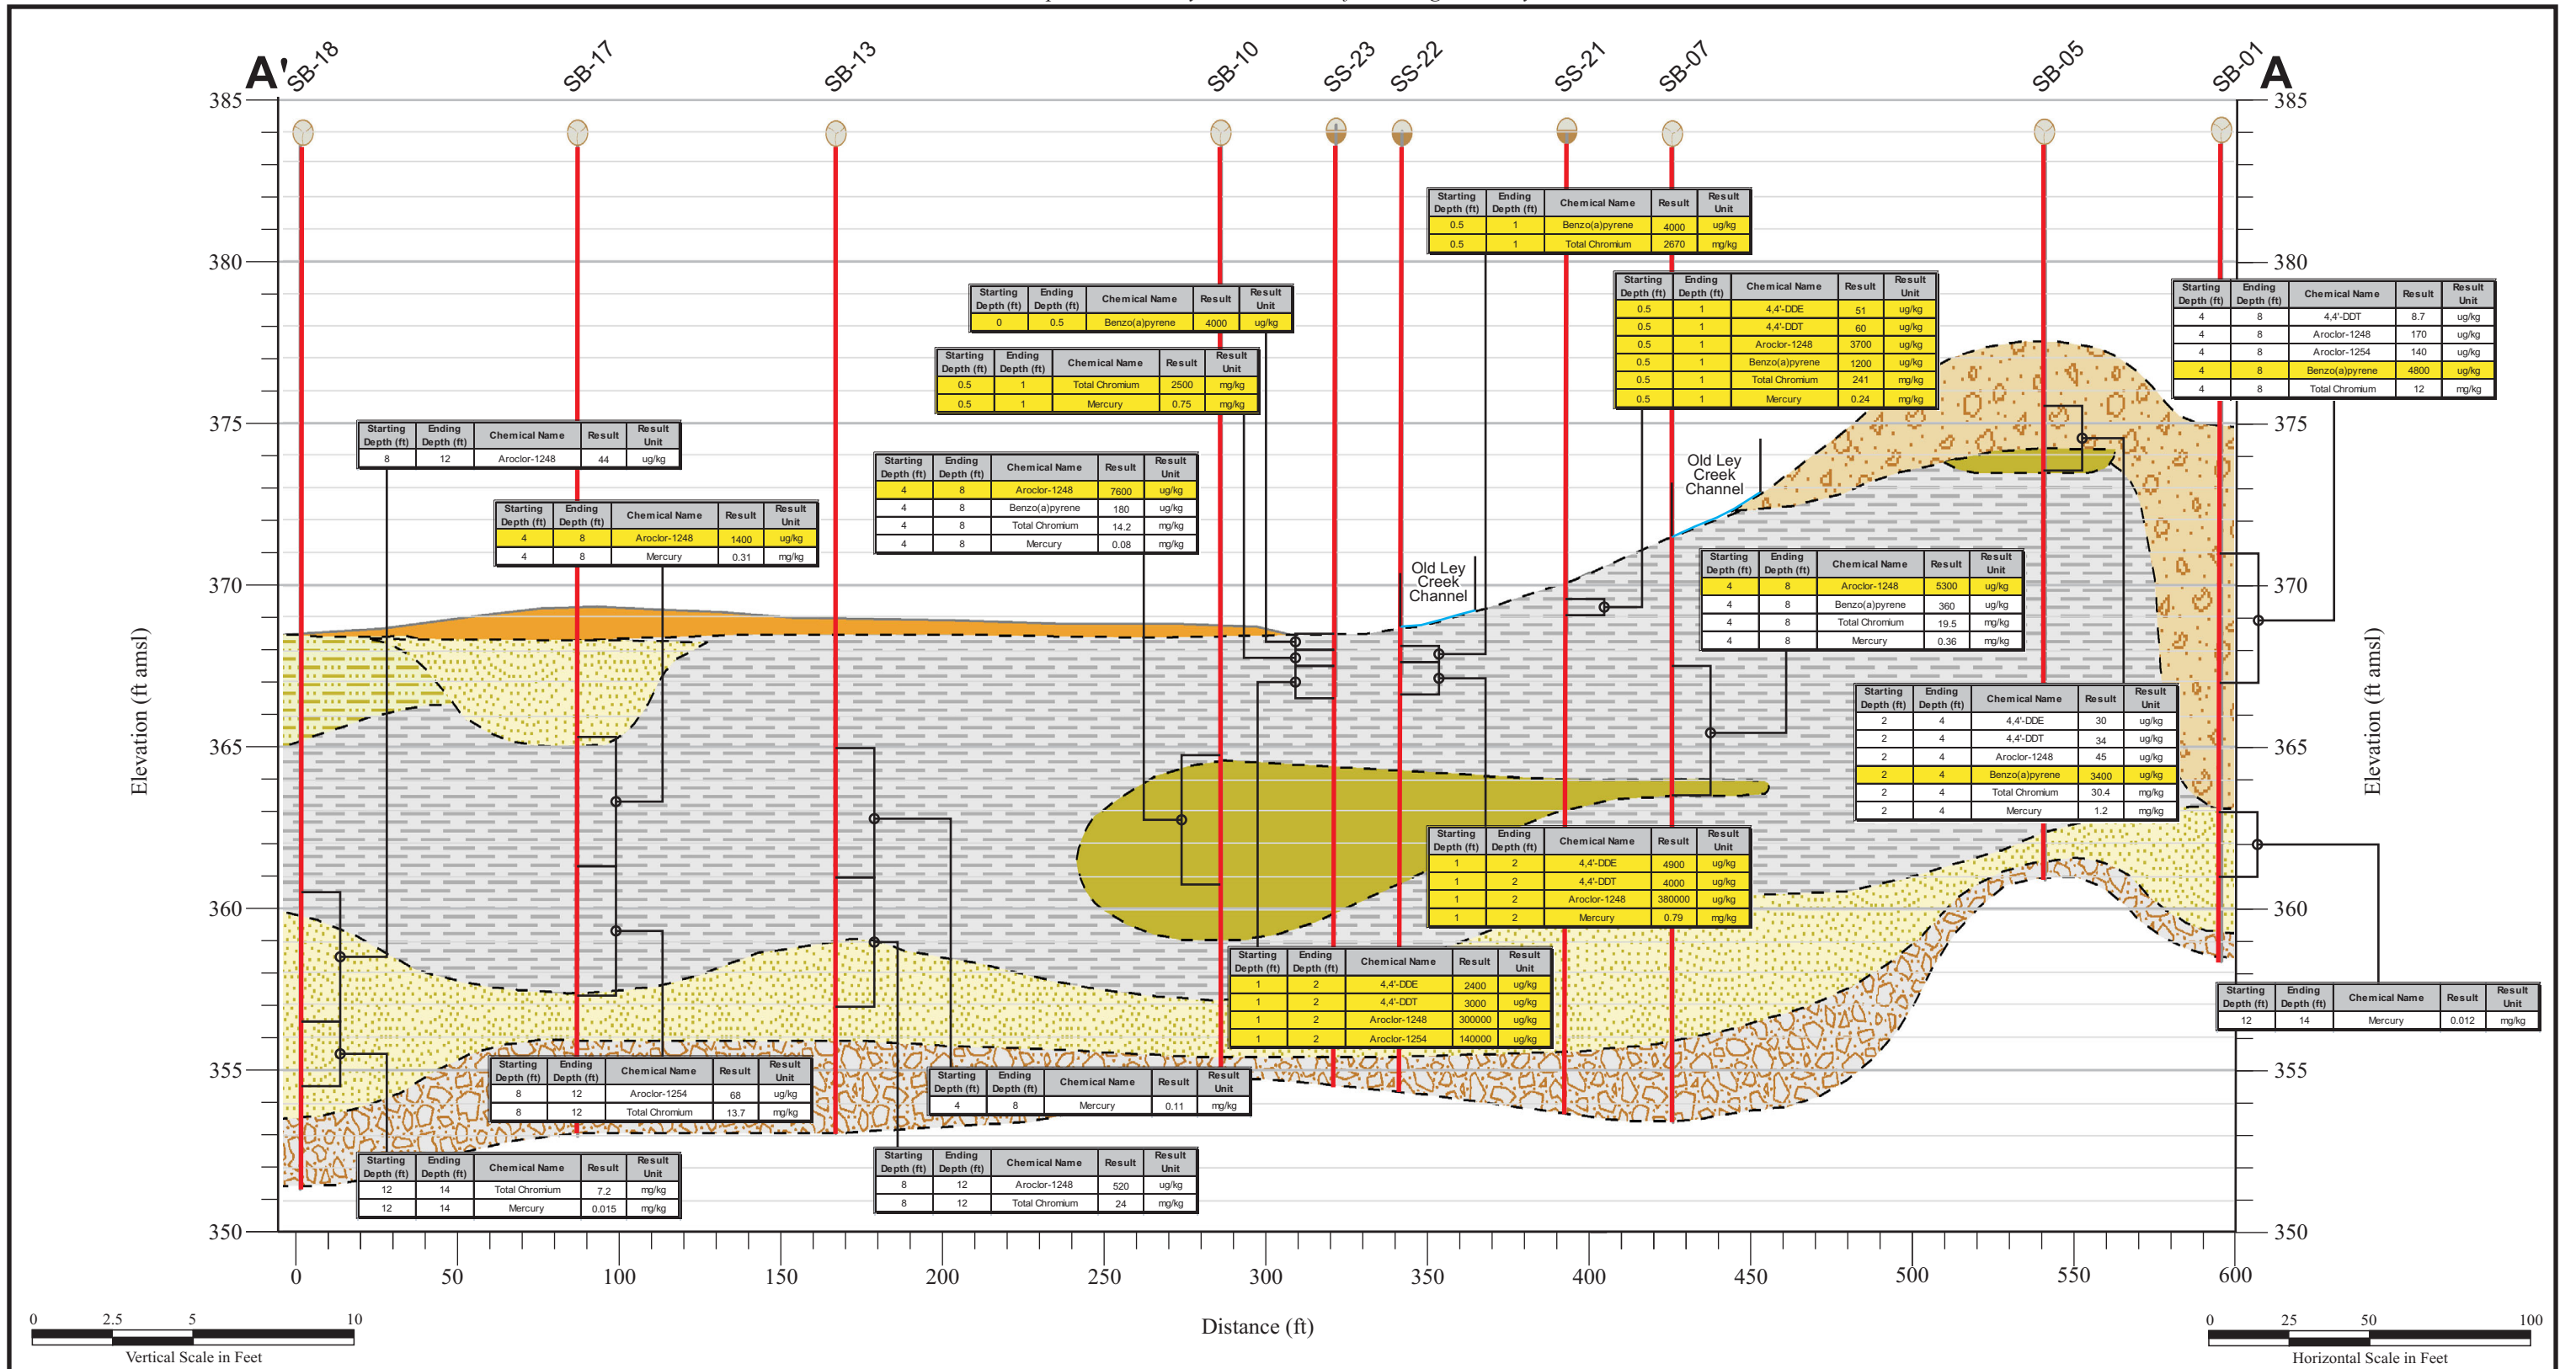 A'
SB-18
SB-17
SB-13
SB-10
SS-23
SS-22
SS-21
SB-07
SB-05
SB-01
A
385
380
375
370
365
360
355
350
Elevation (ft amsl)
385
380
375
370
365
360
355
350
Elevation (ft amsl)
Starting Depth (ft) Ending Depth (ft) Chemical Name Result Result Unit
0.5 1 Benzo(a)pyrene 4000 ug/kg
0.5 1 Total Chromium 2670 mg/kg
Starting Depth (ft) Ending Depth (ft) Chemical Name Result Result Unit
0.5 1 4,4'-DDE 51 ug/kg
0.5 1 4,4'-DDT 60 ug/kg
0.5 1 Aroclor-1248 3700 ug/kg
0.5 1 Benzo(a)pyrene 1200 ug/kg
0.5 1 Total Chromium 241 mg/kg
0.5 1 Mercury 0.24 mg/kg
Starting Depth (ft) Ending Depth (ft) Chemical Name Result Result Unit
4 8 4,4'-DDT 8.7 ug/kg
4 8 Aroclor-1248 170 ug/kg
4 8 Aroclor-1254 140 ug/kg
4 8 Benzo(a)pyrene 4800 ug/kg
4 8 Total Chromium 12 mg/kg
Starting Depth (ft) Ending Depth (ft) Chemical Name Result Result Unit
0 0.5 Benzo(a)pyrene 4000 ug/kg
Starting Depth (ft) Ending Depth (ft) Chemical Name Result Result Unit
0.5 1 Total Chromium 2500 mg/kg
0.5 1 Mercury 0.75 mg/kg
Starting Depth (ft) Ending Depth (ft) Chemical Name Result Result Unit
8 12 Aroclor-1248 44 ug/kg
Starting Depth (ft) Ending Depth (ft) Chemical Name Result Result Unit
4 8 Aroclor-1248 1400 ug/kg
4 8 Mercury 0.31 mg/kg
Starting Depth (ft) Ending Depth (ft) Chemical Name Result Result Unit
4 8 Aroclor-1248 7600 ug/kg
4 8 Benzo(a)pyrene 180 ug/kg
4 8 Total Chromium 14.2 mg/kg
4 8 Mercury 0.08 mg/kg
Old Ley
Creek
Channel
Old Ley
Creek
Channel
Starting Depth (ft) Ending Depth (ft) Chemical Name Result Result Unit
4 8 Aroclor-1248 5300 ug/kg
4 8 Benzo(a)pyrene 360 ug/kg
4 8 Total Chromium 19.5 mg/kg
4 8 Mercury 0.36 mg/kg
Starting Depth (ft) Ending Depth (ft) Chemical Name Result Result Unit
2 4 4,4'-DDE 30 ug/kg
2 4 4,4'-DDT 34 ug/kg
2 4 Aroclor-1248 45 ug/kg
2 4 Benzo(a)pyrene 3400 ug/kg
2 4 Total Chromium 30.4 mg/kg
2 4 Mercury 1.2 mg/kg
Starting Depth (ft) Ending Depth (ft) Chemical Name Result Result Unit
1 2 4,4'-DDE 4900 ug/kg
1 2 4,4'-DDT 4000 ug/kg
1 2 Aroclor-1248 380000 ug/kg
1 2 Mercury 0.79 mg/kg
Starting Depth (ft) Ending Depth (ft) Chemical Name Result Result Unit
1 2 4,4'-DDE 2400 ug/kg
1 2 4,4'-DDT 3000 ug/kg
1 2 Aroclor-1248 300000 ug/kg
1 2 Aroclor-1254 140000 ug/kg
Starting Depth (ft) Ending Depth (ft) Chemical Name Result Result Unit
12 14 Mercury 0.012 mg/kg
Starting Depth (ft) Ending Depth (ft) Chemical Name Result Result Unit
8 12 Aroclor-1254 68 ug/kg
8 12 Total Chromium 13.7 mg/kg
Starting Depth (ft) Ending Depth (ft) Chemical Name Result Result Unit
4 8 Mercury 0.11 mg/kg
Starting Depth (ft) Ending Depth (ft) Chemical Name Result Result Unit
12 14 Total Chromium 7.2 mg/kg
12 14 Mercury 0.015 mg/kg
Starting Depth (ft) Ending Depth (ft) Chemical Name Result Result Unit
8 12 Aroclor-1248 520 ug/kg
8 12 Total Chromium 24 mg/kg
0 50 100 150 200 250 300 350 400 450 500 550 600
Distance (ft)
0 2.5 5 10
Vertical Scale in Feet
0 25 50 100
Horizontal Scale in Feet